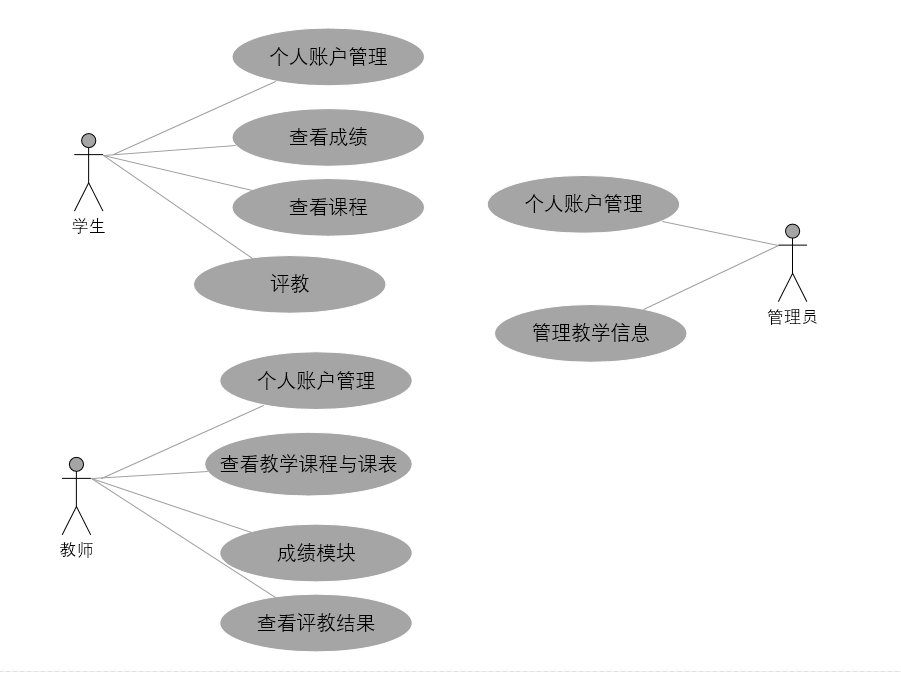 个人账户管理
查看成绩
查看课程
评教
学生
个人账户管理
管理教学信息
管理员
个人账户管理
查看教学课程与课表
成绩模块
查看评教结果
教师